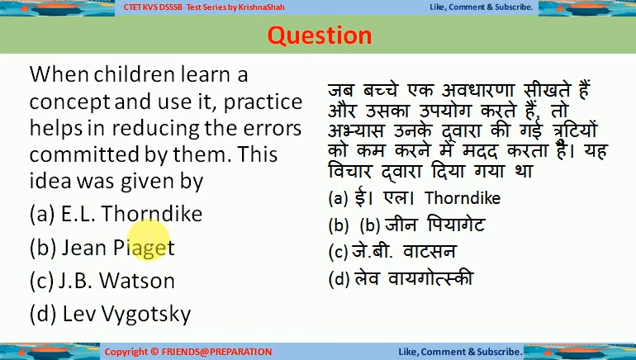 CTET KVS DSSSB Test Series by KrishnaShah
Like, Comment & Subscribe.
Question
When children learn a
concept and use it, practice
helps in reducing the errors
committed by them. This
idea was given by
(a) E.L. Thorndike
(b) Jean Piaget
(c) J.B. Watson
(d) Lev Vygotsky
जब बच्चे एक अवधारणा सीखते हैं
और उसका उपयोग करते हैं, तो
अभ्यास उनके द्वारा की गई त्रुटियों
को कम करने में मदद करता है। यह
विचार द्वारा दिया गया था
(a) ई। एल। Thorndike
(b) (b) जीन पियागेट
(c) जे.बी. वाटसन
(d) लेव वायगोत्स्की
Copyright © FRIENDS@PREPARATION
Like, Comment & Subscribe.